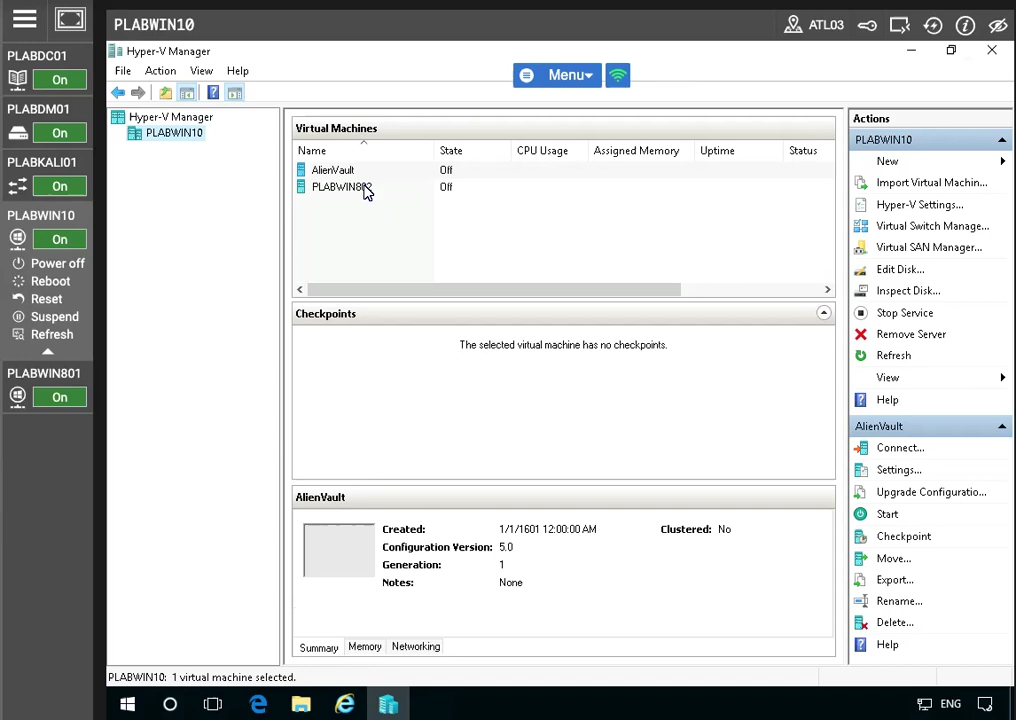 PLABWIN10
ATL03
PLABDC01
On
PLABDM01
On
PLABKALI01
On
PLABWIN10
On
Power off
Reboot
Reset
Suspend
Refresh
PLABWIN801
On
Hyper-V Manager
File Action View Help
Menu
Hyper-V Manager
PLABWIN10
Virtual Machines
Name State CPU Usage Assigned Memory Uptime Status
AlienVault Off
PLABWIN802 Off
Checkpoints
The selected virtual machine has no checkpoints.
AlienVault
Created: 1/1/1601 12:00:00 AM Clustered: No
Configuration Version: 5.0
Generation: 1
Notes: None
Summary Memory Networking
Actions
PLABWIN10
New
Import Virtual Machin...
Hyper-V Settings...
Virtual Switch Manage...
Virtual SAN Manager...
Edit Disk...
Inspect Disk...
Stop Service
Remove Server
Refresh
View
Help
AlienVault
Connect...
Settings...
Upgrade Configuratio...
Start
Checkpoint
Move...
Export...
Rename...
Delete...
Help
PLABWIN10: 1 virtual machine selected.
ENG